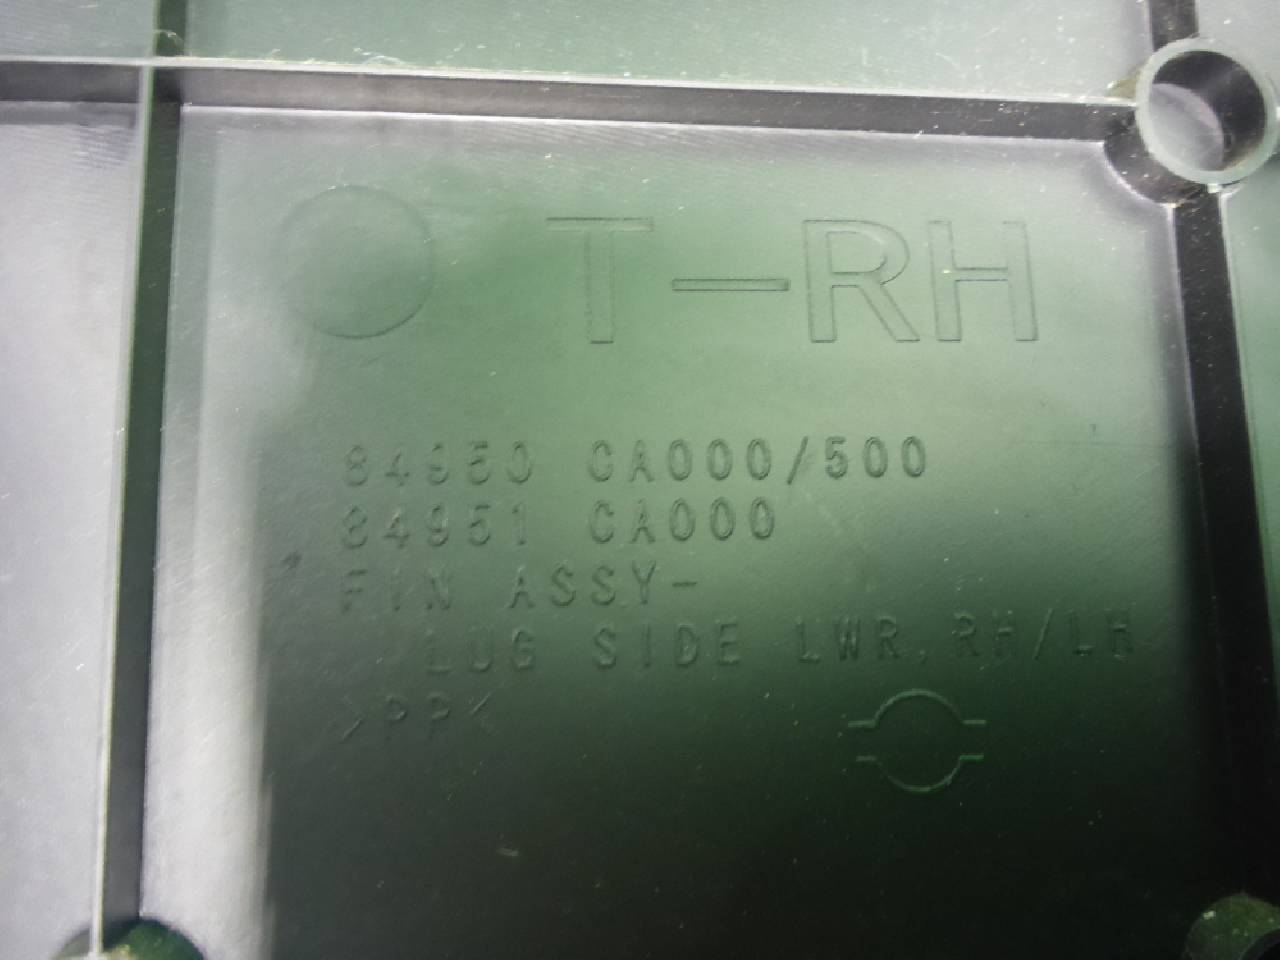 T-RH
84950 CA000/500
84951 CA000
FIN ASSY-
LUG SIDE LWR, RH/LH
>PP<